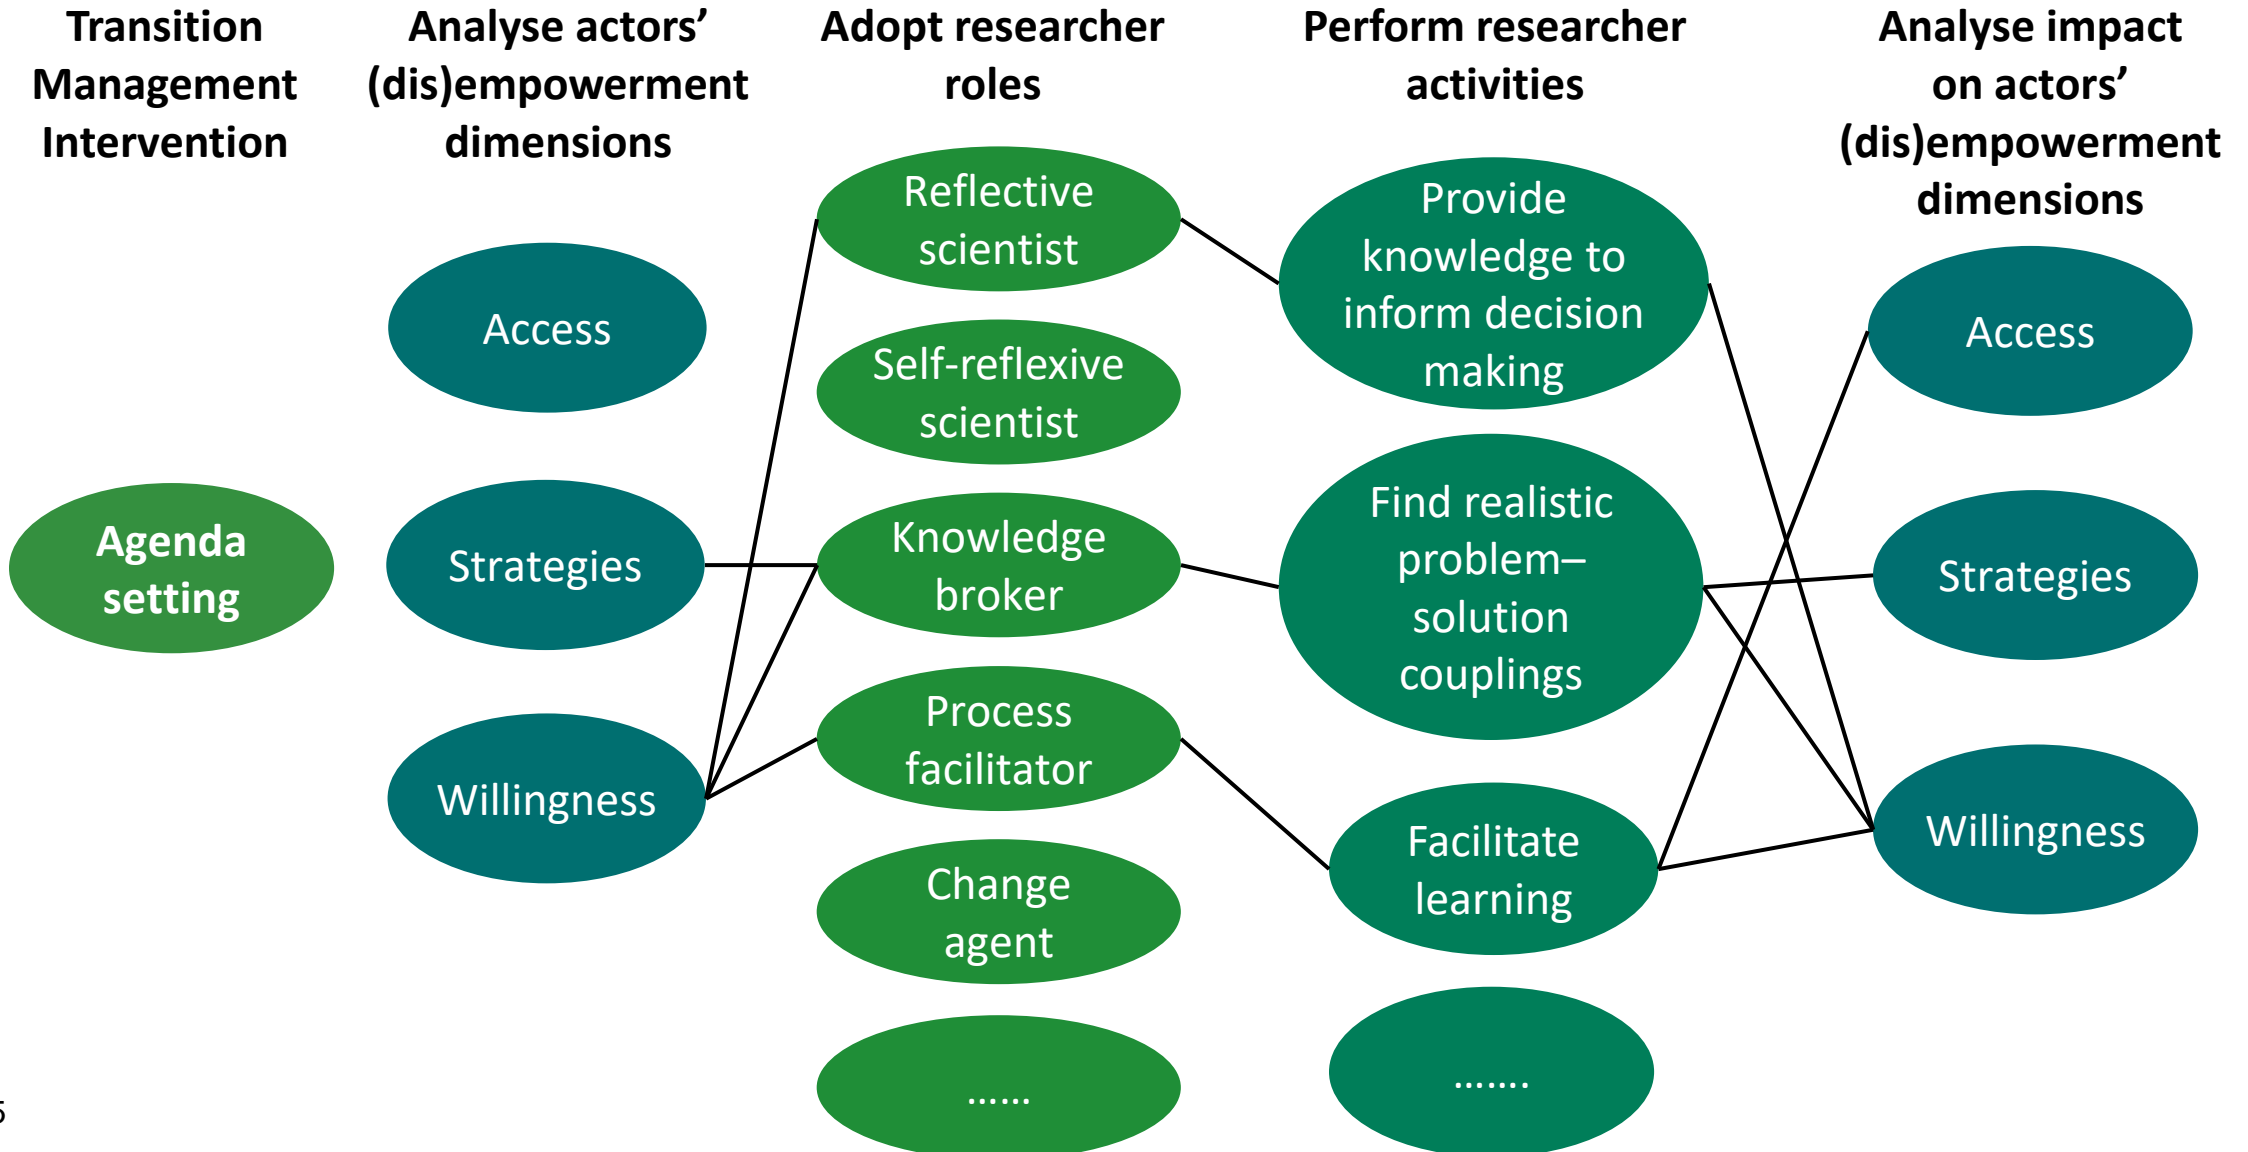 Transition
Management
Intervention
Analyse actors’
(dis)empowerment
dimensions
Adopt researcher
roles
Perform researcher
activities
Analyse impact
on actors’
(dis)empowerment
dimensions
Agenda
setting
Access
Strategies
Willingness
Reflective
scientist
Self-reflexive
scientist
Knowledge
broker
Process
facilitator
Change
agent
……
Provide
knowledge to
inform decision
making
Find realistic
problem–
solution
couplings
Facilitate
learning
…….
Access
Strategies
Willingness